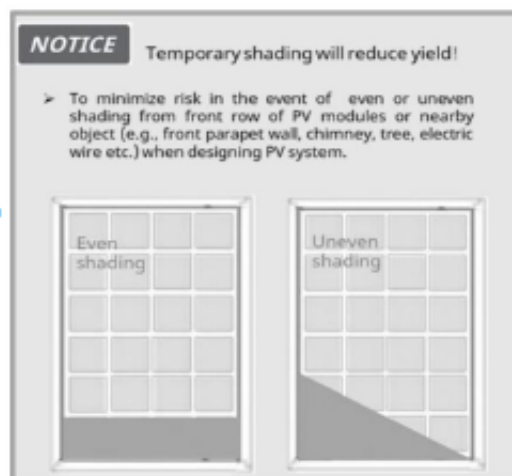 NOTICE
Temporary shading will reduce yield!
➢ To minimize risk in the event of even or uneven
shading from front row of PV modules or nearby
object (e.g., front parapet wall, chimney, tree, electric
wire etc.) when designing PV system.
Even
shading
Uneven
shading